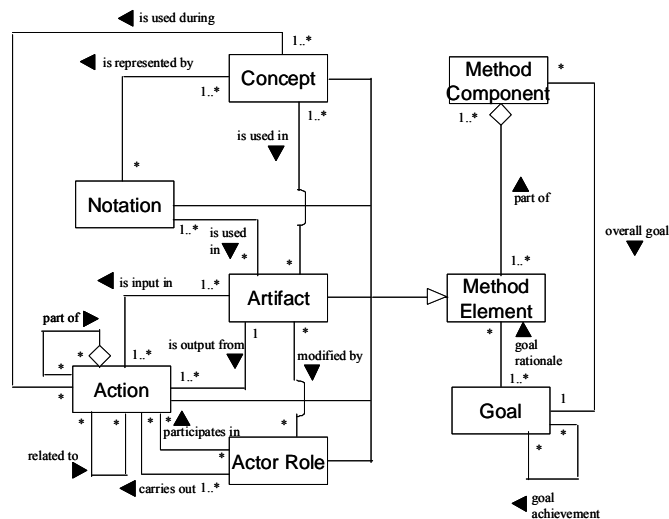 is used during
1..*
is represented by
1..*
Concept
1..*
Method
Component
*
1..*
is used in
*
Notation
1..*
part of
is used
in
*
*
1..*
overall goal
is input in
1..*
Artifact
Method
Element
part of
1
*
*
goal
rationale
is output from
modified by
1..*
*
*
1..*
1..*
*
Action
Goal
1
*
*
*
*
*
participates in
*
*
*
*
related to
Actor Role
carries out
1..*
goal
achievement